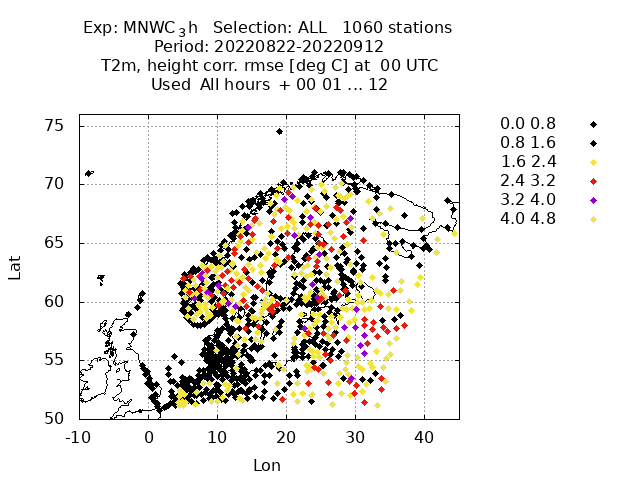 Exp: MNWC_3h   Selection: ALL   1060 stations
Period: 20220822-20220912
T2m, height corr. rmse [deg C] at  00 UTC
Used  All hours  + 00 01 ... 12
0.0 0.8
0.8 1.6
1.6 2.4
2.4 3.2
3.2 4.0
4.0 4.8
75
70
65
60
55
50
Lat
-10 0 10 20 30 40
Lon